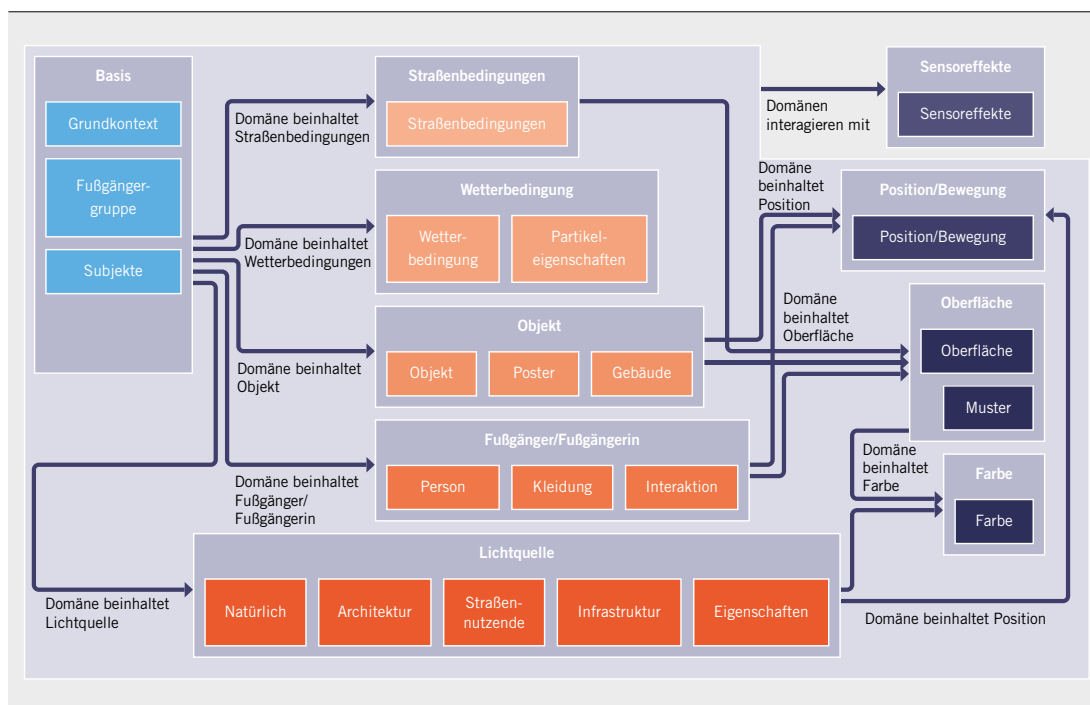 Basis
Grundkontext
Fußgänger-
gruppe
Subjekte
Domäne beinhaltet
Straßenbedingungen
Domäne beinhaltet
Wetterbedingungen
Domäne beinhaltet
Objekt
Domäne beinhaltet
Fußgänger/
Fußgängerin
Domäne beinhaltet
Lichtquelle
Straßenbedingungen
Straßenbedingungen
Wetterbedingung
Wetter-
bedingung
Partikel-
eigenschaften
Objekt
Objekt
Poster
Gebäude
Fußgänger/Fußgängerin
Person
Kleidung
Interaktion
Lichtquelle
Natürlich
Architektur
Straßen-
nutzende
Infrastruktur
Eigenschaften
Domänen
interagieren mit
Sensoreffekte
Sensoreffekte
Domäne
beinhaltet
Position
Position/Bewegung
Position/Bewegung
Domäne
beinhaltet
Oberfläche
Oberfläche
Oberfläche
Muster
Domäne
beinhaltet
Farbe
Farbe
Farbe
Domäne beinhaltet Position